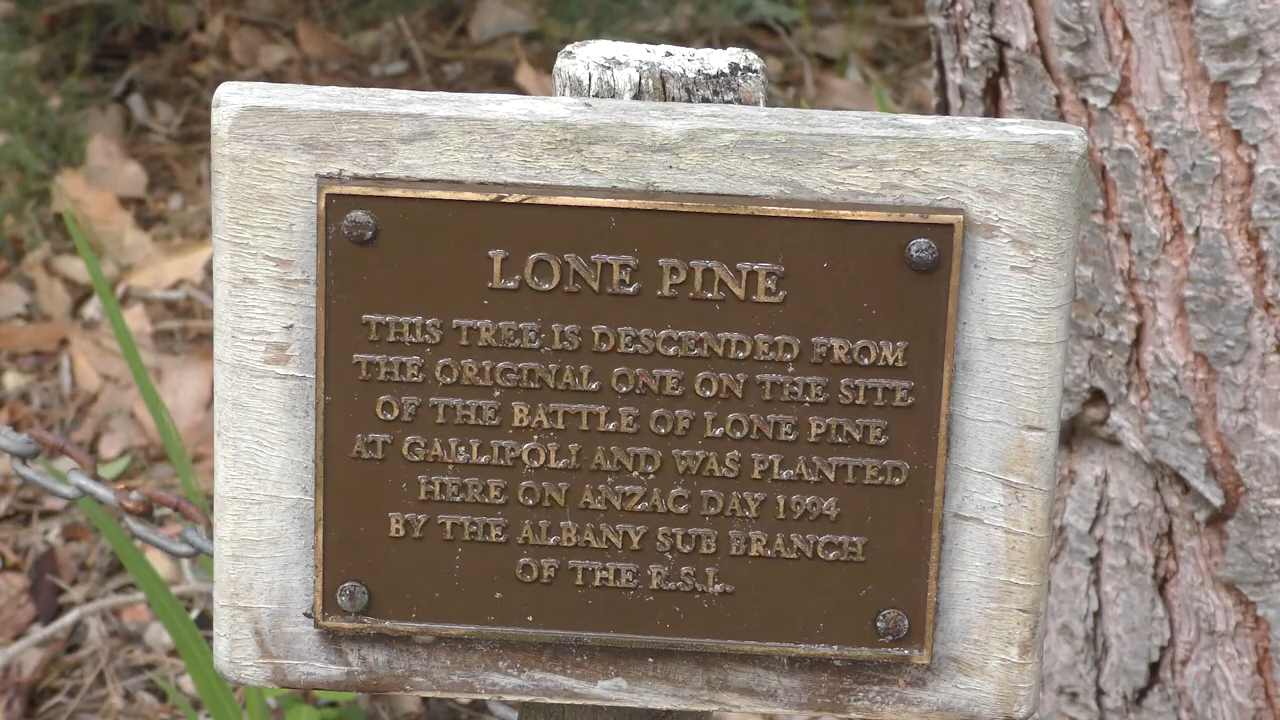 LONE PINE
THIS TREE IS DESCENDED FROM
THE ORIGINAL ONE ON THE SITE
OF THE BATTLE OF LONE PINE
AT GALLIPOLI AND WAS PLANTED
HERE ON ANZAC DAY 1994
BY THE ALBANY SUB BRANCH
OF THE R.S.L.